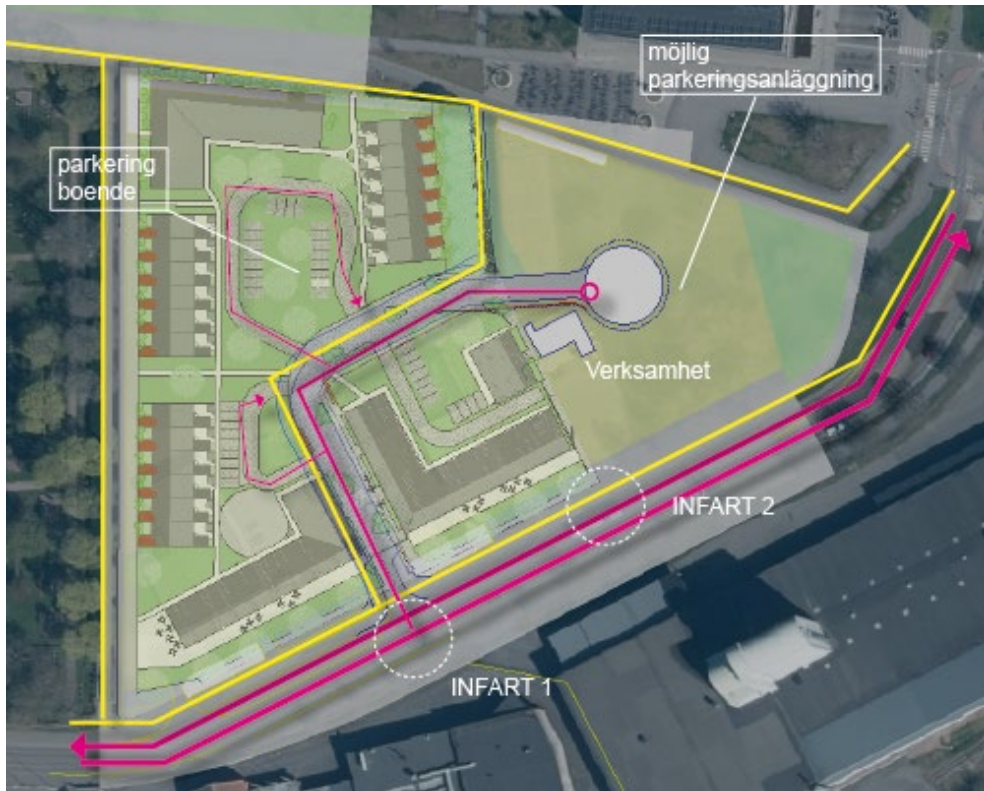 möjlig
parkeringsanläggning
parkering
boende
Verksamhet
INFART 2
INFART 1